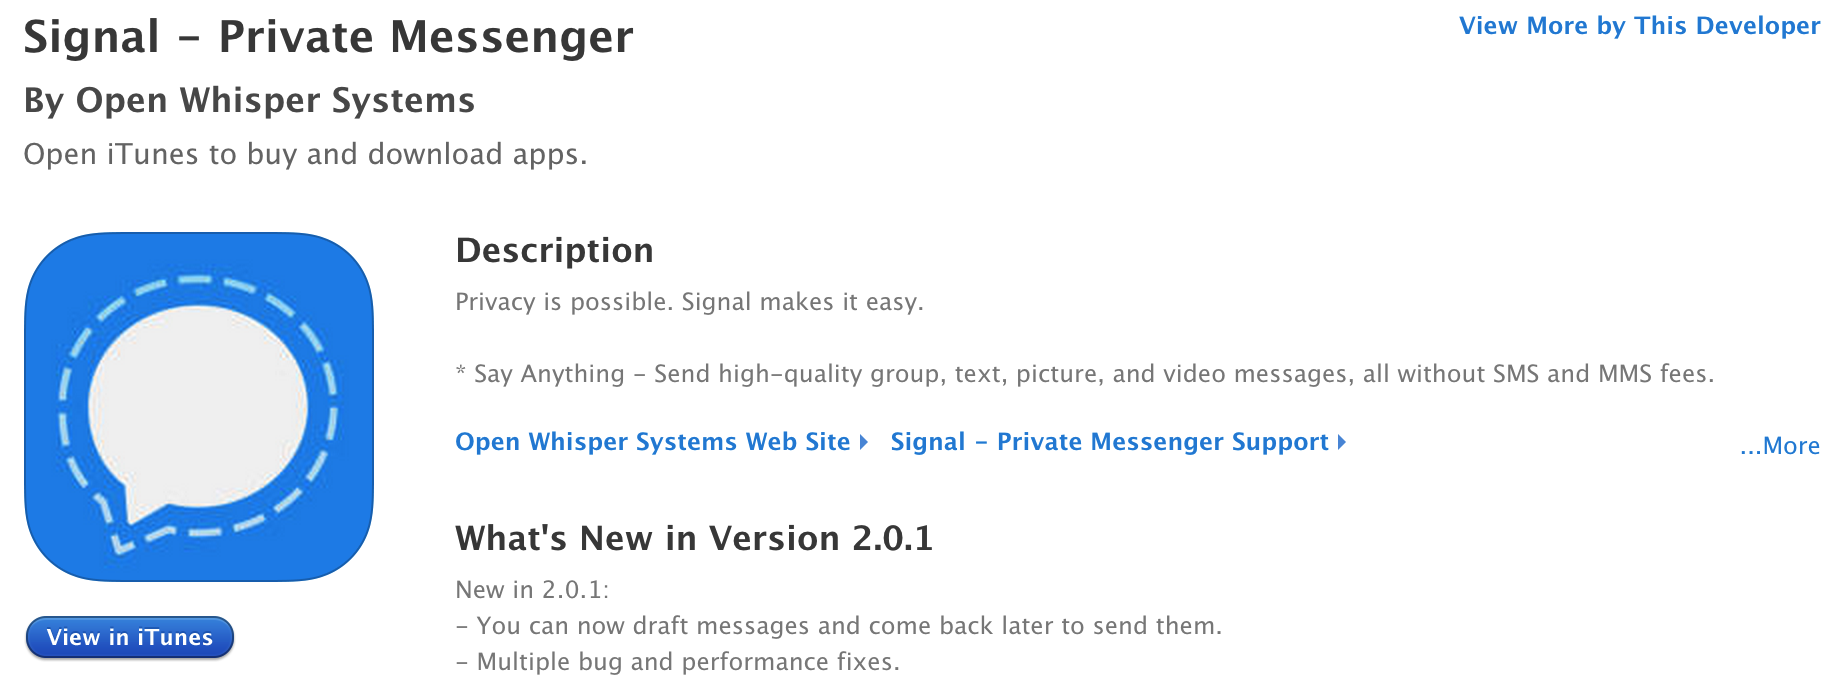 Signal – Private Messenger
View More by This Developer
By Open Whisper Systems
Open iTunes to buy and download apps.
Description
Privacy is possible. Signal makes it easy.
* Say Anything – Send high-quality group, text, picture, and video messages, all without SMS and MMS fees.
Open Whisper Systems Web Site Signal – Private Messenger Support
...More
What's New in Version 2.0.1
New in 2.0.1:
– You can now draft messages and come back later to send them.
– Multiple bug and performance fixes.
View in iTunes